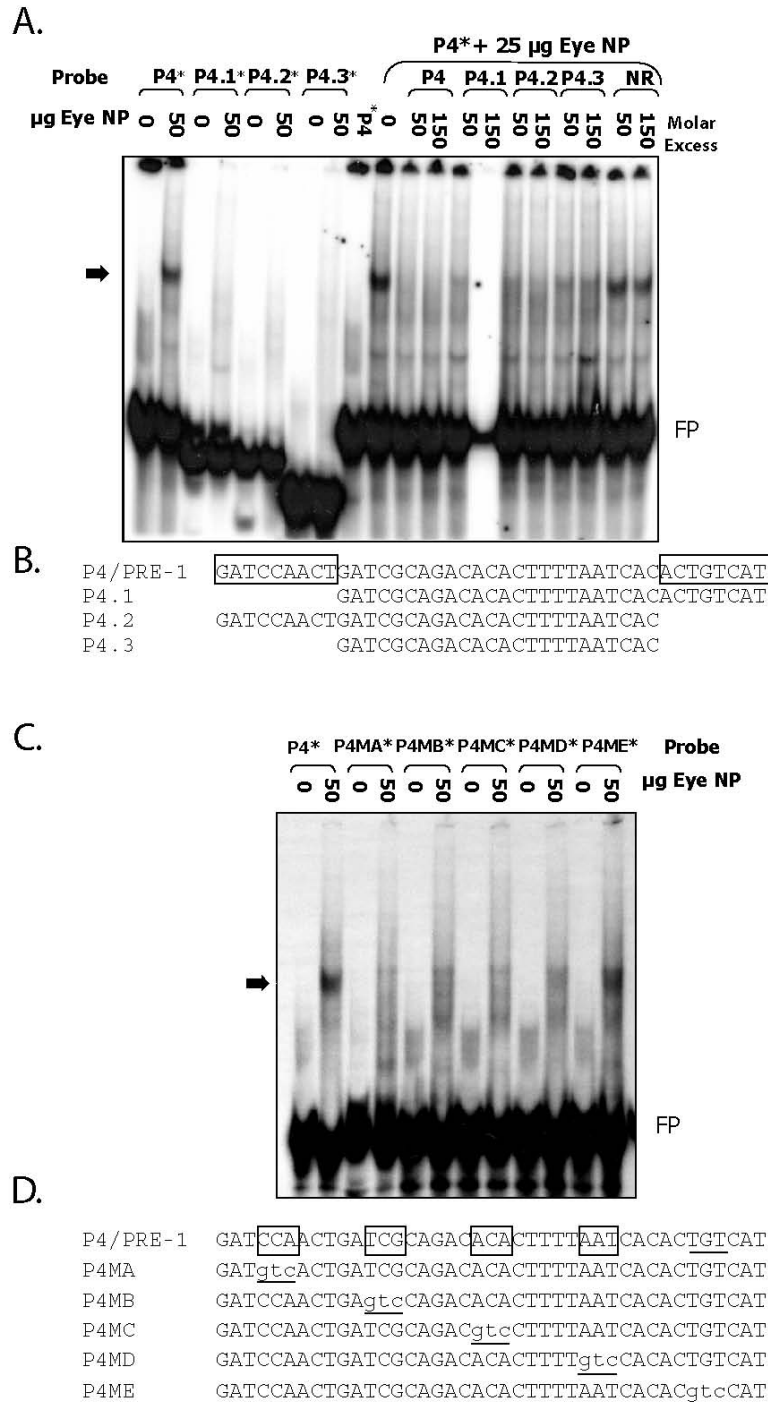 A.
P4*+ 25 µg Eye NP
Probe P4* P4.1* P4.2* P4.3* P4 P4.1 P4.2 P4.3 NR
µg Eye NP 0 50 0 50 0 50 0 50 P4* 0 50 150 50 150 50 150 50 150 50 150 Molar Excess
FP
B.
P4/PRE-1 GATCCAACTGATCGCAGACACACTTTTAATCACACTGTCAT
P4.1 GATCGCAGACACACTTTTAATCACACTGTCAT
P4.2 GATCCAACTGATCGCAGACACACTTTTAATCAC
P4.3 GATCGCAGACACACTTTTAATCAC
C.
P4* P4MA* P4MB* P4MC* P4MD* P4ME* Probe
0 50 0 50 0 50 0 50 0 50 0 50 µg Eye NP
FP
D.
P4/PRE-1 GATCCAACTGATCGCAGACACACTTTTAATCACACTGTCAT
P4MA GATgtcACTGATCGCAGACACACTTTTAATCACACTGTCAT
P4MB GATCCAACTGAgtcCAGACACACTTTTAATCACACTGTCAT
P4MC GATCCAACTGATCGCAGACgtcCTTTTAATCACACTGTCAT
P4MD GATCCAACTGATCGCAGACACACTTTTgtcCACACTGTCAT
P4ME GATCCAACTGATCGCAGACACACTTTTAATCACACgtcCAT